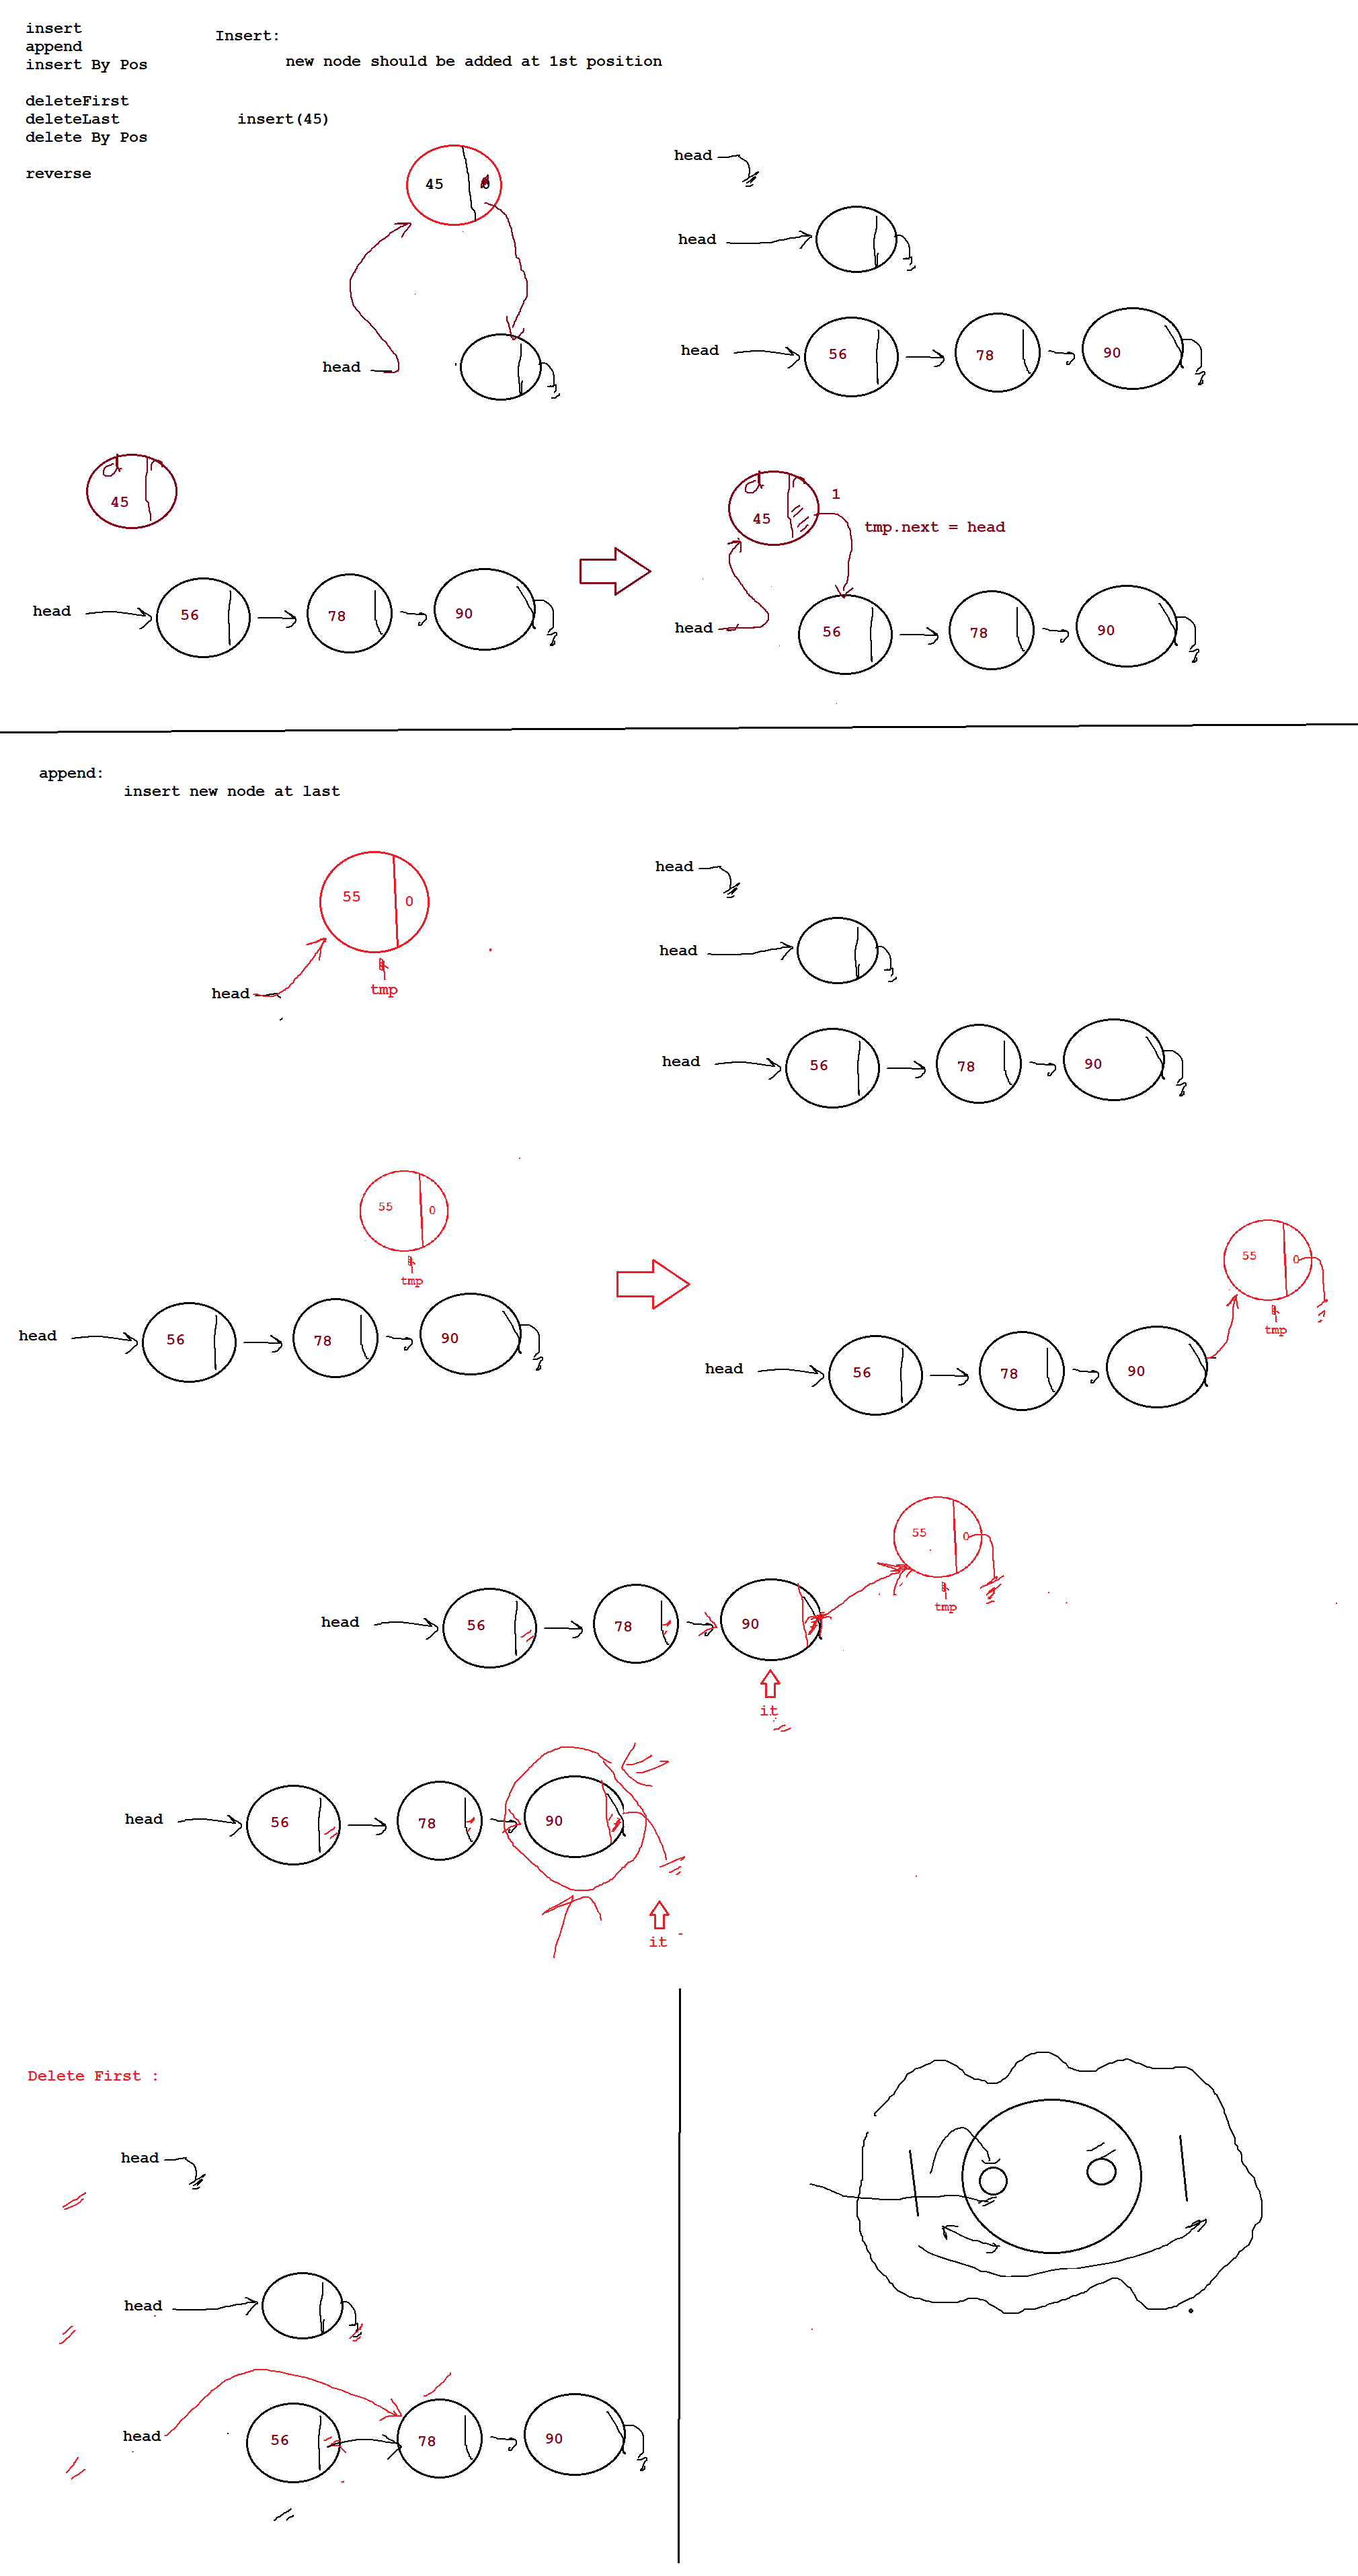 insert
append
insert By Pos
deleteFirst
deleteLast
delete By Pos
reverse
Insert:
new node should be added at 1st position
insert(45)
45
head
head
head
head
56
78
90
45
head
56
78
90
45
1
tmp.next = head
head
56
78
90
append:
insert new node at last
55
0
head
tmp
head
head
head
56
78
90
55
0
tmp
head
56
78
90
55
0
tmp
head
56
78
90
55
0
tmp
head
56
78
90
it
head
56
78
90
it
Delete First :
head
head
head
56
78
90